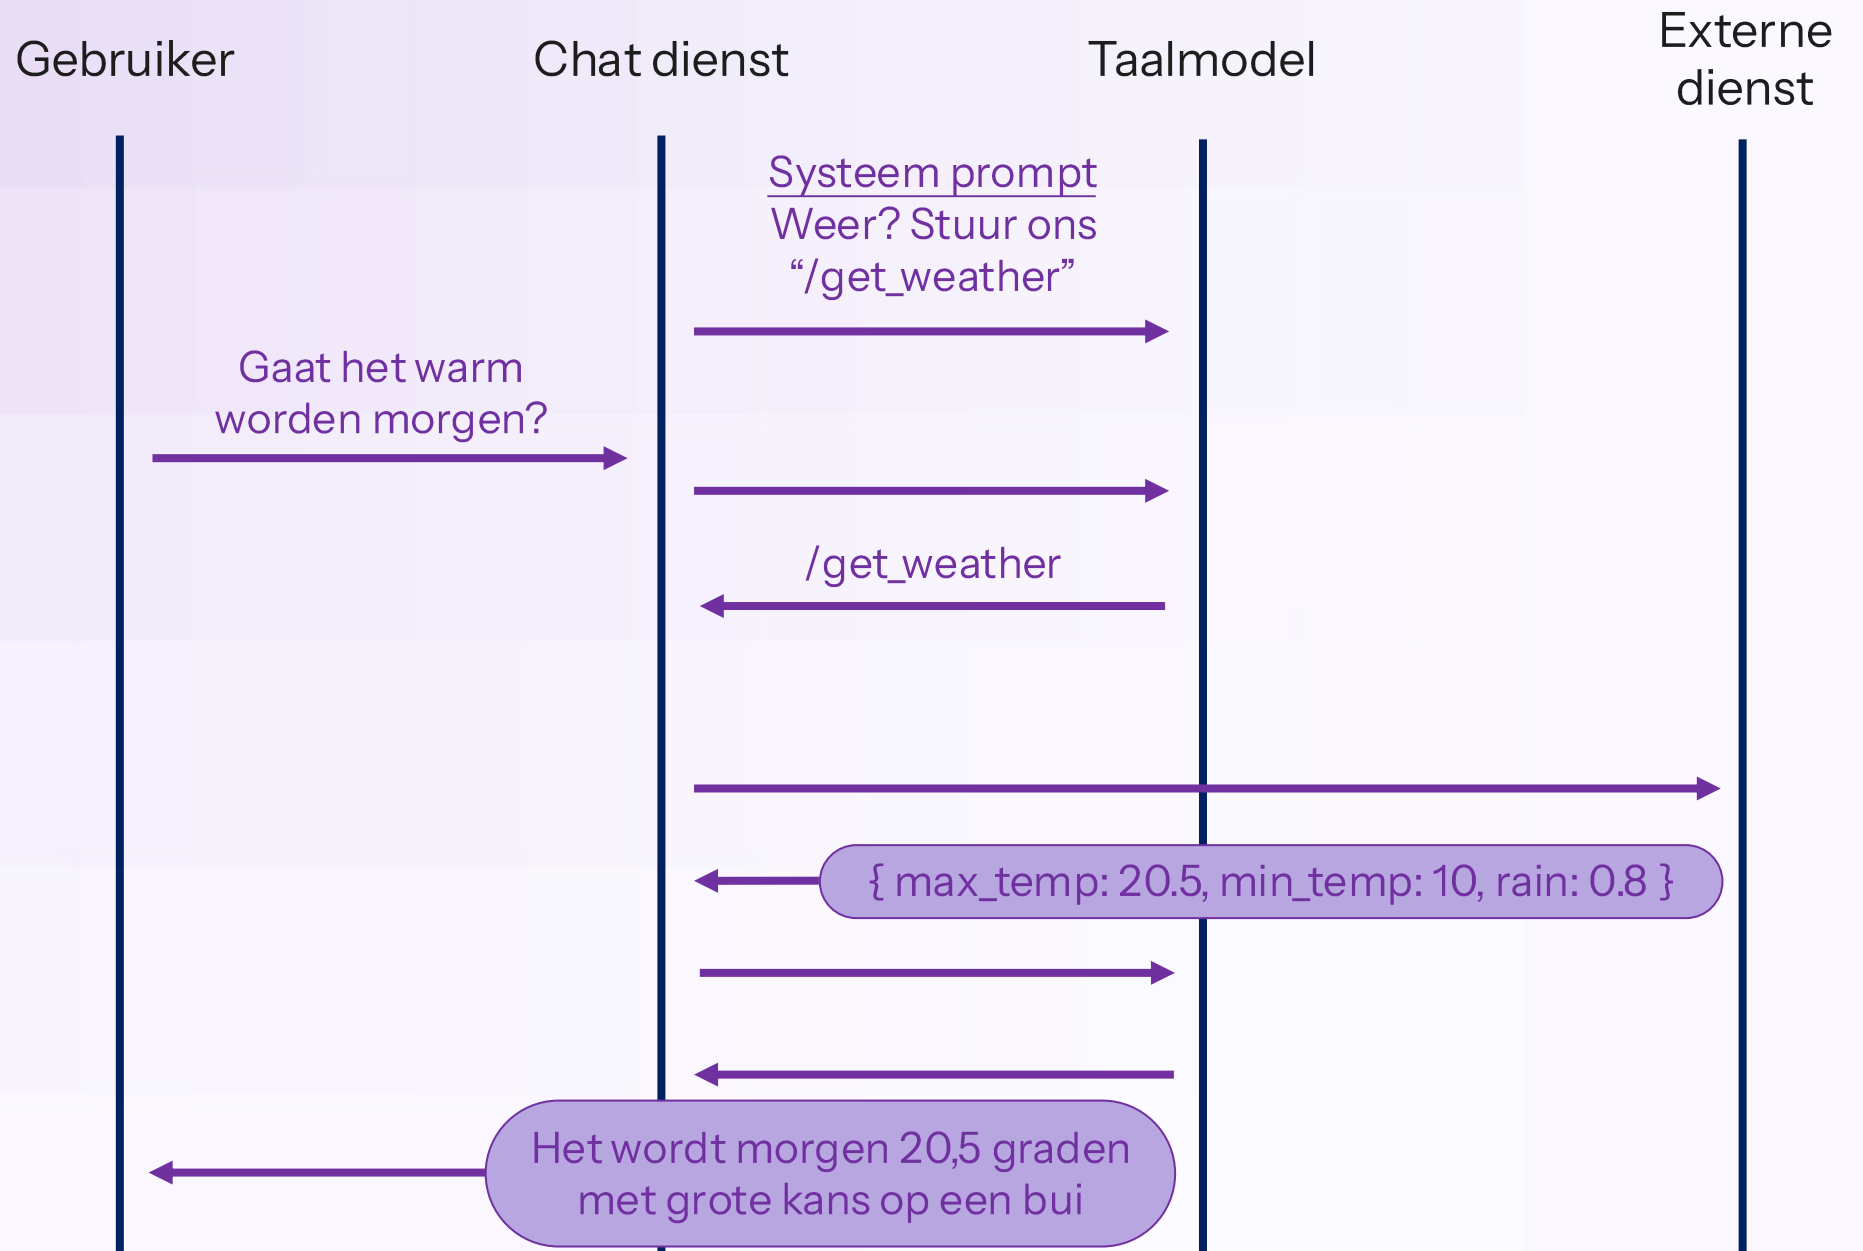 Gebruiker
Chat dienst
Taalmodel
Externe
dienst
Systeem prompt
Weer? Stuur ons
“/get_weather”
Gaat het warm
worden morgen?
/get_weather
{ max_temp: 20.5, min_temp: 10, rain: 0.8 }
Het wordt morgen 20,5 graden
met grote kans op een bui